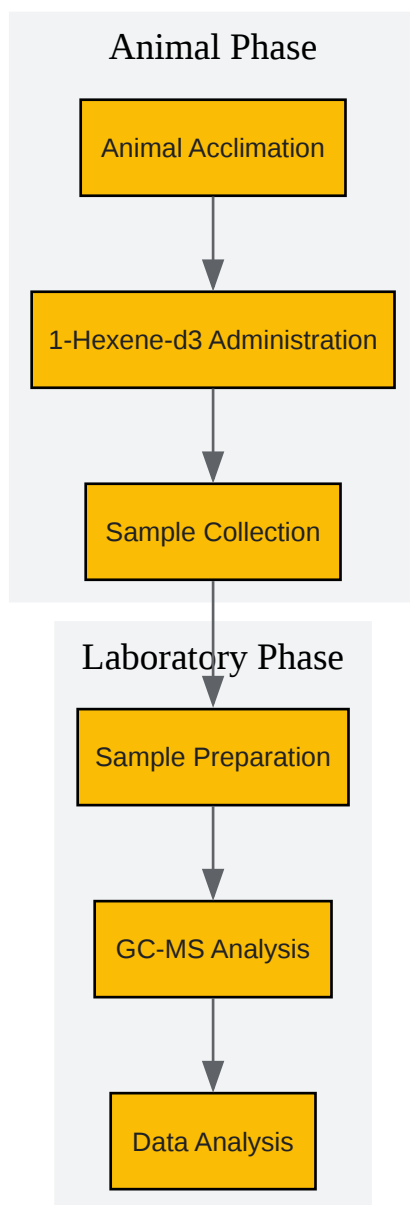 Animal Phase
Animal Acclimation
1-Hexene-d3 Administration
Sample Collection
Laboratory Phase
Sample Preparation
GC-MS Analysis
Data Analysis